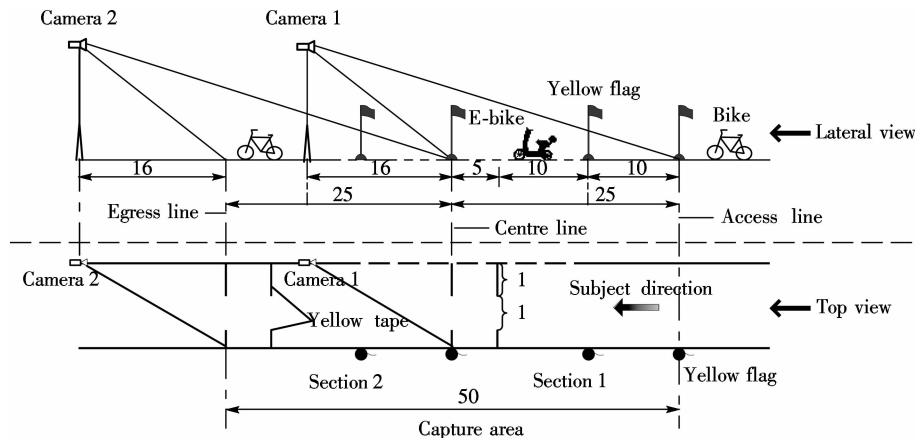 Camera 2
Camera 1
Yellow flag
E-bike
Bike
Lateral view
16
16
5
10
10
25
25
Egress line
Centre line
Access line
Camera 2
Camera 1
1
1
Subject direction
Yellow tape
Top view
Section 2
Section 1
Yellow flag
50
Capture area